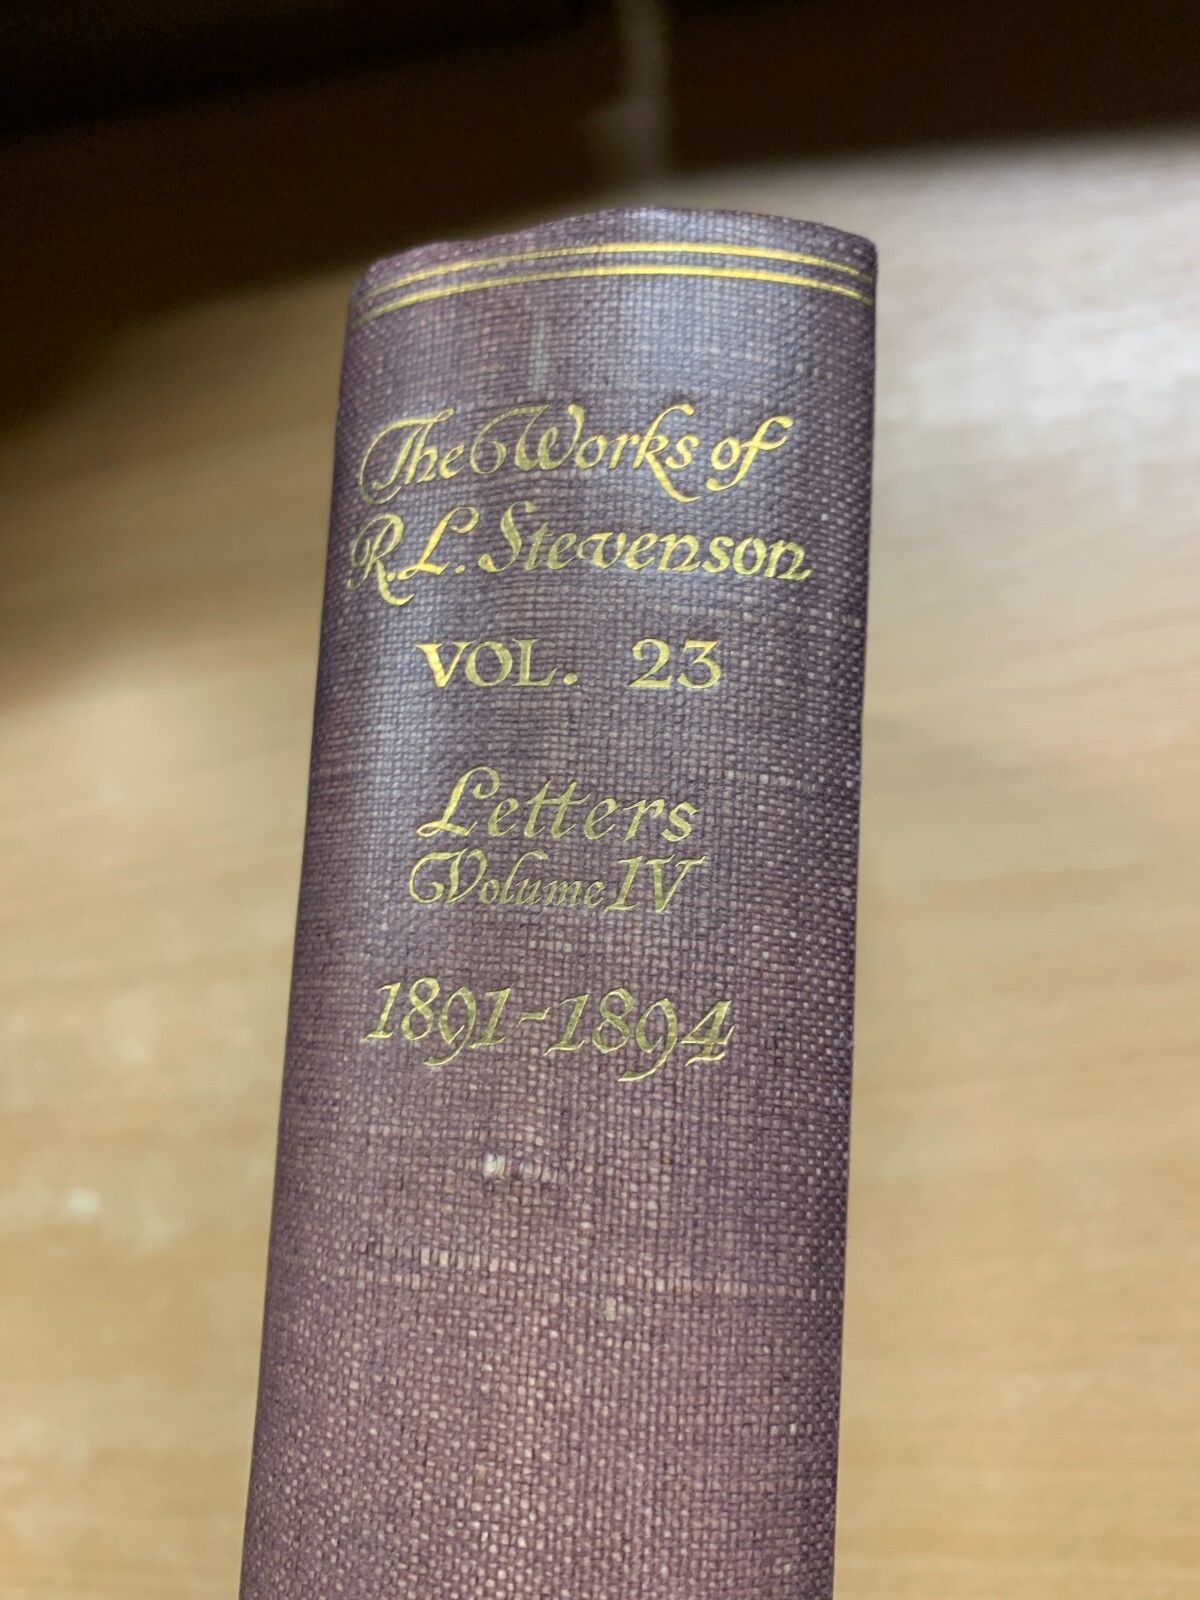 The Works of
R.L. Stevenson
VOL. 23
Letters
Volume IV
1891-1894